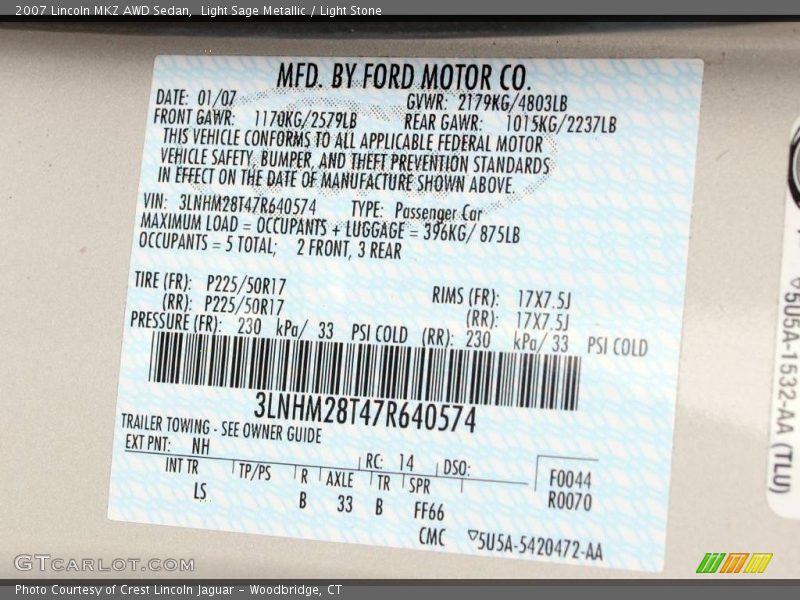 2007 Lincoln MKZ AWD Sedan,  Light Sage Metallic / Light Stone
MFD. BY FORD MOTOR CO.
DATE: 01/07 GVWR: 2179KG/4803LB
FRONT GAWR: 1170KG/2579LB REAR GAWR: 1015KG/2237LB
THIS VEHICLE CONFORMS TO ALL APPLICABLE FEDERAL MOTOR
VEHICLE SAFETY, BUMPER, AND THEFT PREVENTION STANDARDS
IN EFFECT ON THE DATE OF MANUFACTURE SHOWN ABOVE.
VIN: 3LNHM28T47R640574 TYPE: Passenger Car
MAXIMUM LOAD = OCCUPANTS + LUGGAGE = 396KG/ 875LB
OCCUPANTS = 5 TOTAL; 2 FRONT, 3 REAR
TIRE (FR): P225/50R17 RIMS (FR): 17X7.5J
(RR): P225/50R17 (RR): 17X7.5J
PRESSURE (FR): 230 kPa/ 33 PSI COLD (RR): 230 kPa/ 33 PSI COLD
3LNHM28T47R640574
TRAILER TOWING - SEE OWNER GUIDE
EXT PNT: NH RC: 14 DSO: F0044
INT TR TP/PS R AXLE TR SPR R0070
LS B 33 B FF66
CMC ▽5U5A-5420472-AA
5U5A-1532-AA (TLU)
GTCARLOT.COM
Photo Courtesy of Crest Lincoln Jaguar - Woodbridge, CT